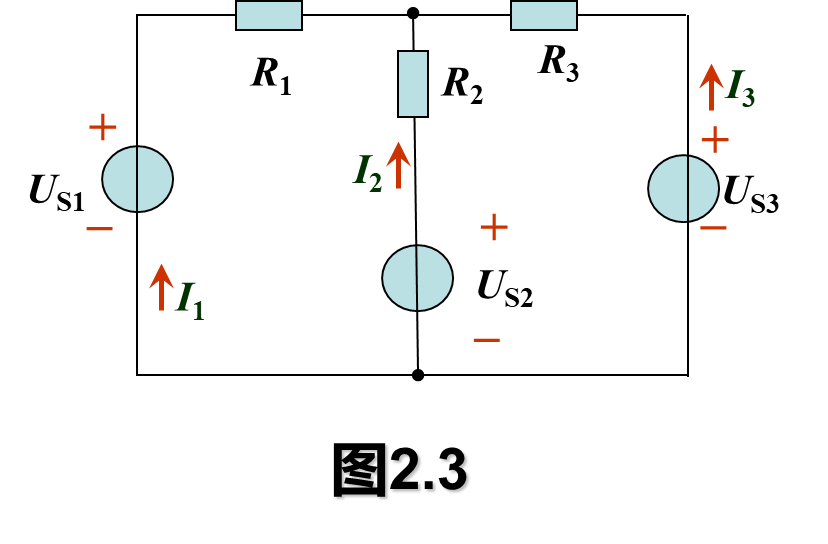 R1
R3
R2
I3
+
+
I2
US1
US3
−
−
+
US2
I1
−
图2.3